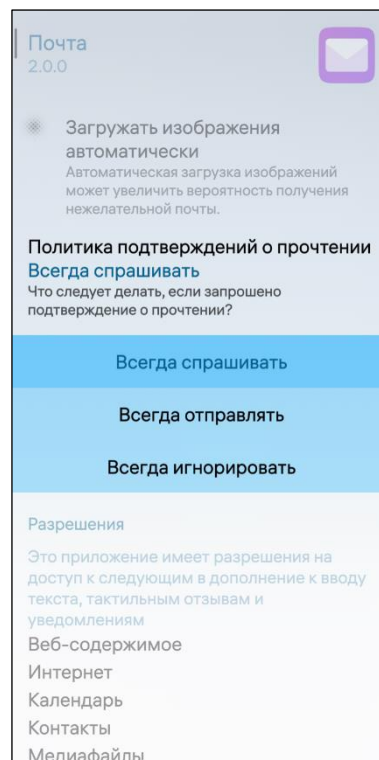 Почта
2.0.0
Загружать изображения
автоматически
Автоматическая загрузка изображений
может увеличить вероятность получения
нежелательной почты.
Политика подтверждений о прочтении
Всегда спрашивать
Что следует делать, если запрошено
подтверждение о прочтении?
Всегда спрашивать
Всегда отправлять
Всегда игнорировать
Разрешения
Это приложение имеет разрешения на
доступ к следующим в дополнение к вводу
текста, тактильным отзывам и
уведомлениям
Веб-содержимое
Интернет
Календарь
Контакты
Медиафайлы